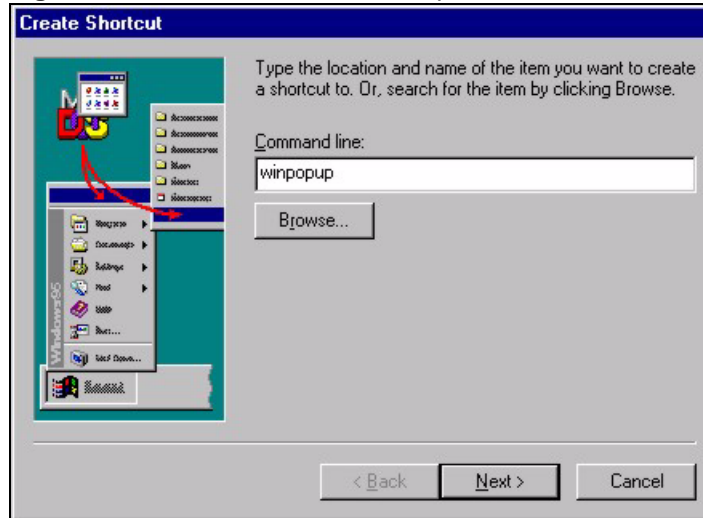 Create Shortcut
Type the location and name of the item you want to create
a shortcut to. Or, search for the item by clicking Browse.
Command line:
winpopup
Browse...
Windows95
< Back
Next >
Cancel